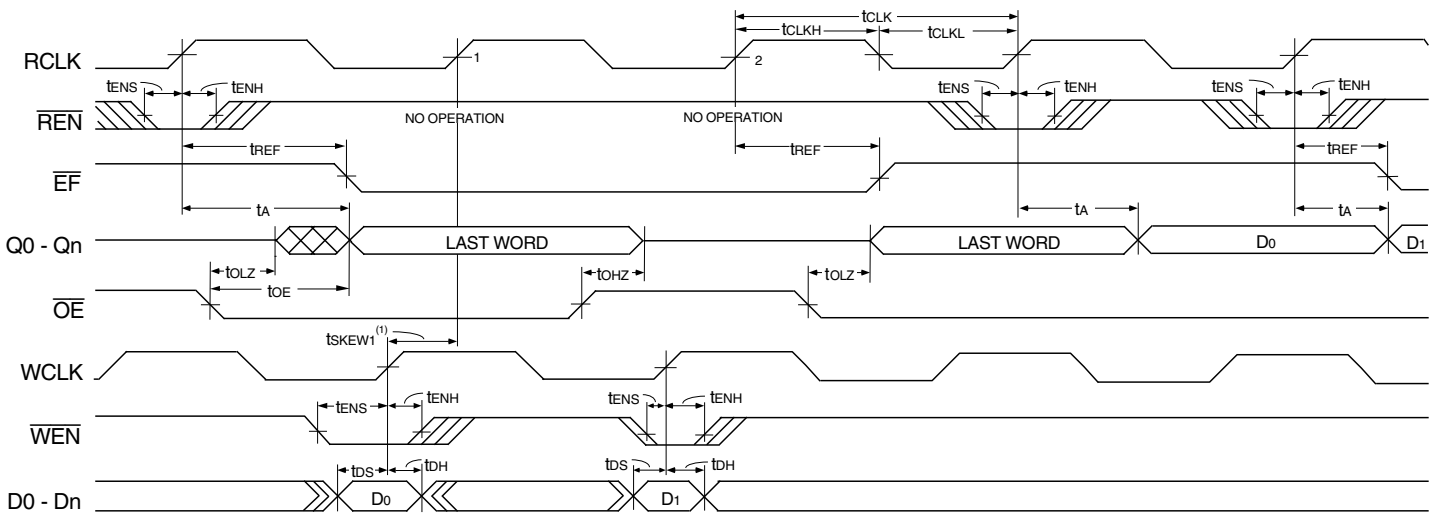 tCLK
tCLKH tCLKL
RCLK 1 2
tENS tENH tENS tENH tENS tENH
REN NO OPERATION NO OPERATION
tREF tREF tREF
EF
tA tA tA
Q0 - Qn LAST WORD LAST WORD D0 D1
tOLZ tOHZ tOLZ
tOE
OE
tSKEW1(1)
WCLK
tENS tENH tENS tENH
WEN
tDS tDH tDS tDH
D0 - Dn D0 D1